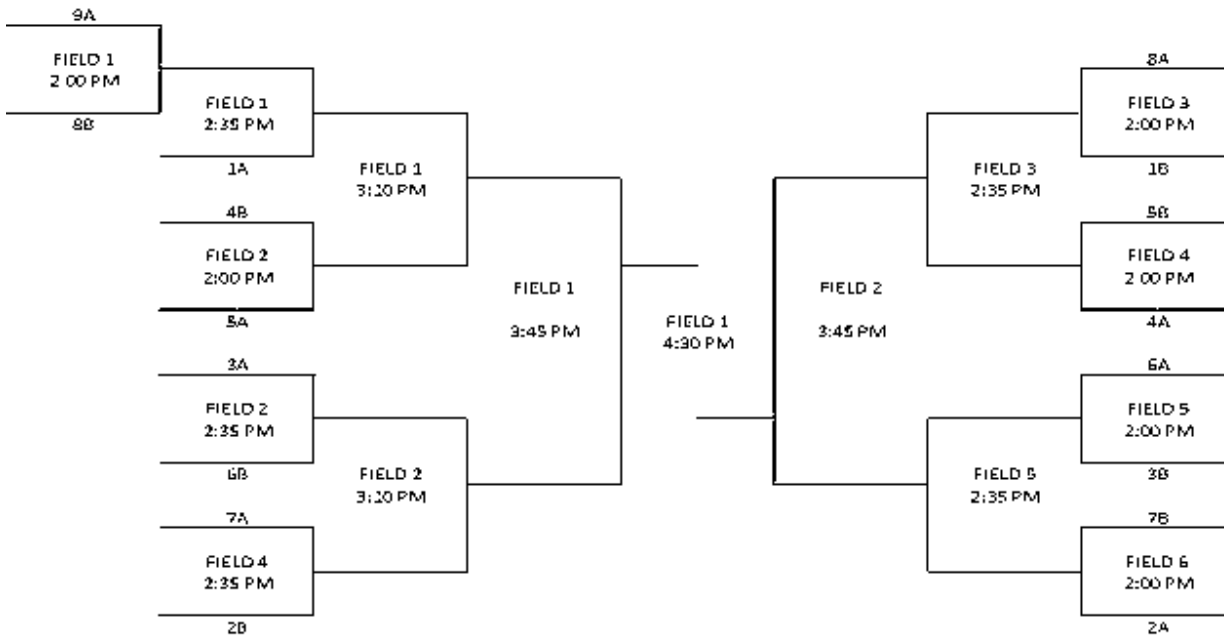 9A
FIELD 1
2:00 PM
8B
FIELD 1
2:35 PM
1A
4B
FIELD 2
2:00 PM
5A
3A
FIELD 2
2:35 PM
6B
7A
FIELD 4
2:35 PM
2B
FIELD 1
3:10 PM
FIELD 2
3:10 PM
FIELD 1
3:45 PM
FIELD 1
4:30 PM
FIELD 2
3:45 PM
FIELD 3
2:35 PM
FIELD 5
2:35 PM
8A
FIELD 3
2:00 PM
1B
5B
FIELD 4
2:00 PM
4A
6A
FIELD 5
2:00 PM
3B
7B
FIELD 6
2:00 PM
2A